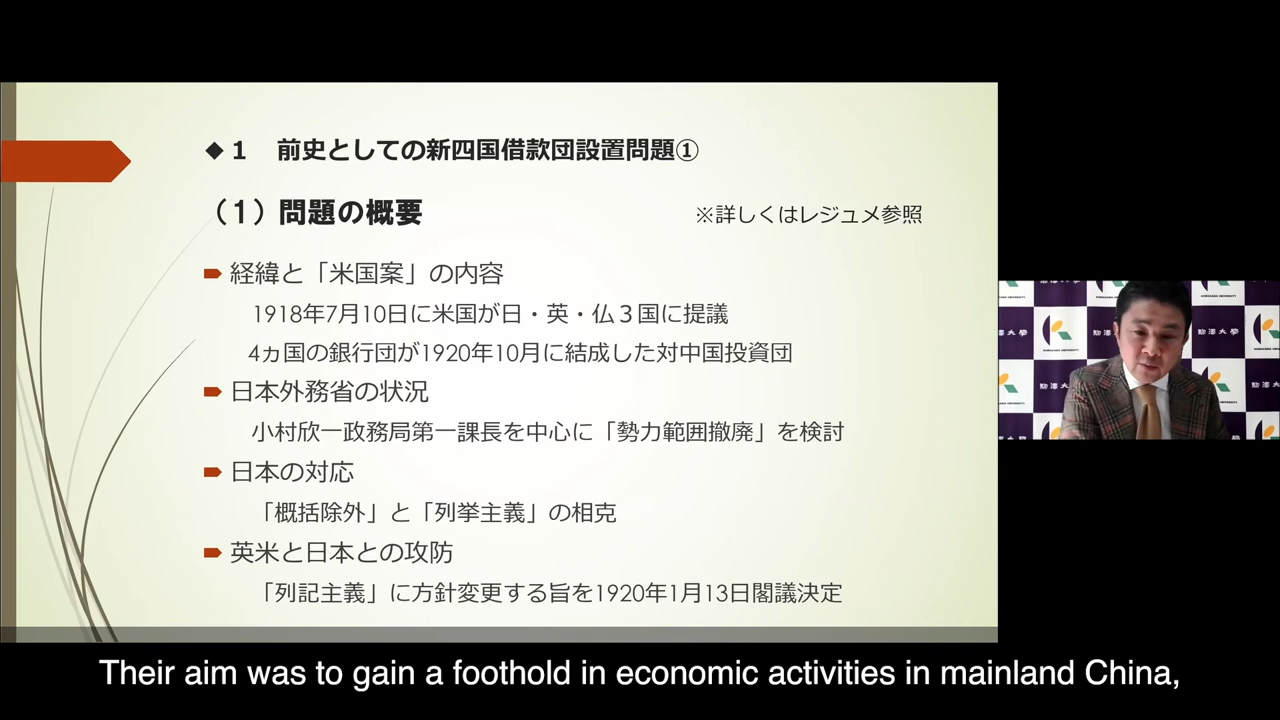 ◆１　前史としての新四国借款団設置問題①
（１）問題の概要
※詳しくはレジュメ参照
経緯と「米国案」の内容
1918年7月10日に米国が日・英・仏３国に提議
4ヵ国の銀行団が1920年10月に結成した対中国投資団
日本外務省の状況
小村欣一政務局第一課長を中心に「勢力範囲撤廃」を検討
日本の対応
「概括除外」と「列挙主義」の相克
英米と日本との攻防
「列記主義」に方針変更する旨を1920年1月13日閣議決定
駒澤大學
KOMAZAWA UNIVERSITY
Their aim was to gain a foothold in economic activities in mainland China,